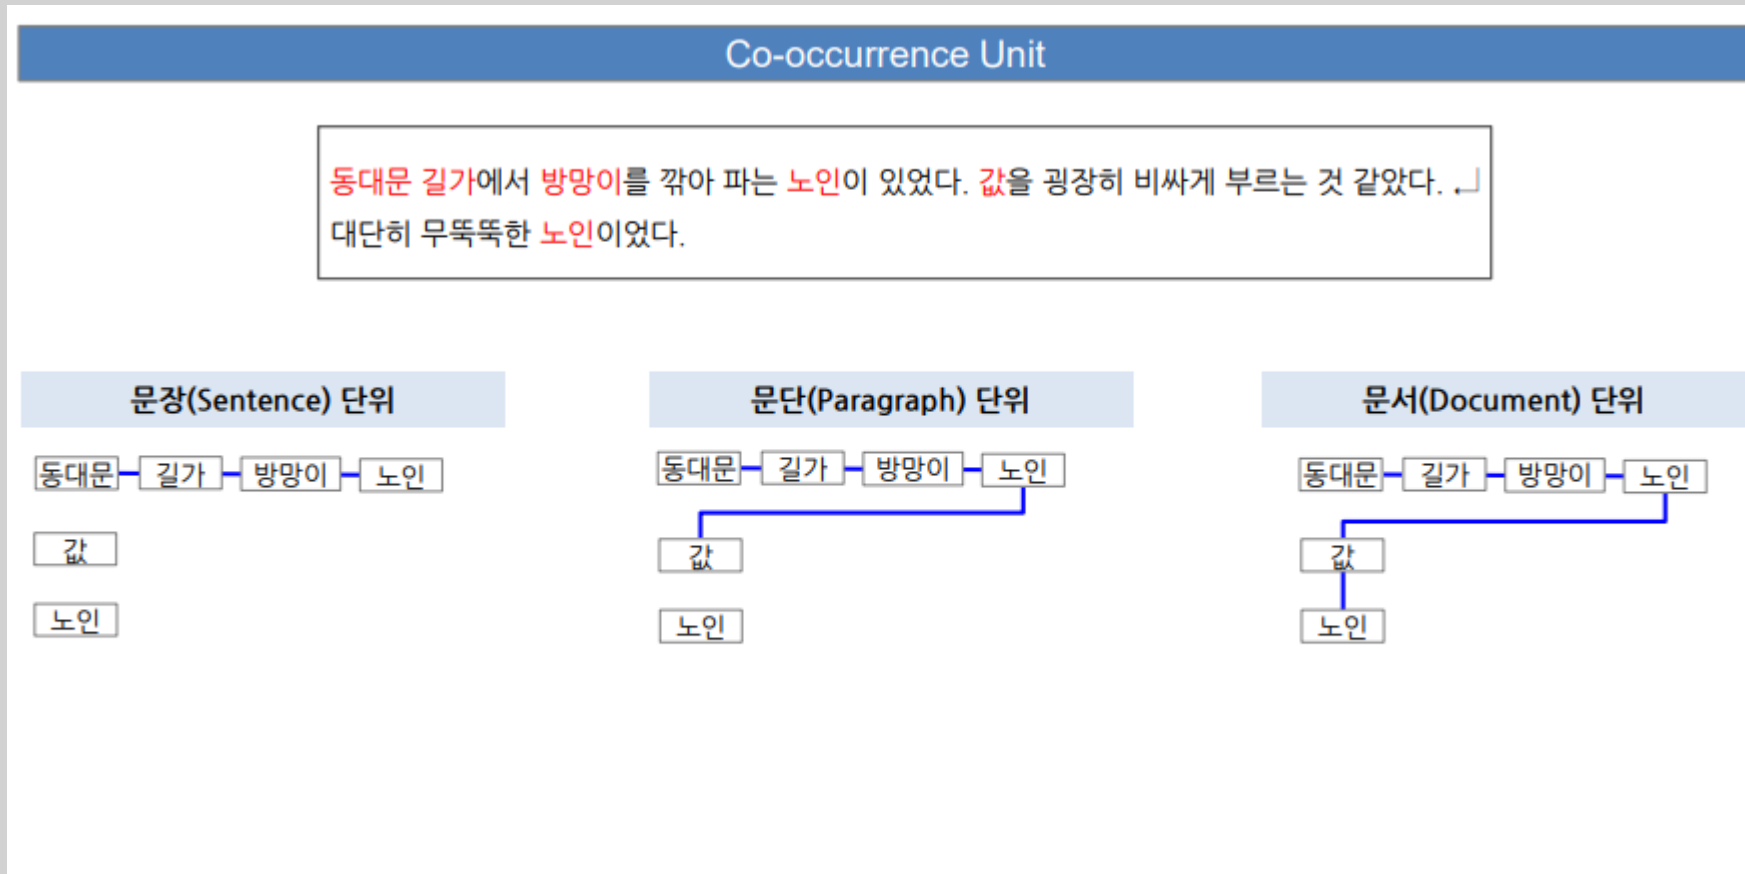 Co-occurrence Unit
동대문 길가에서 방망이를 깎아 파는 노인이 있었다. 값을 굉장히 비싸게 부르는 것 같았다. ↵
대단히 무뚝뚝한 노인이었다.
문장(Sentence) 단위
동대문 길가 방망이 노인
값
노인
문단(Paragraph) 단위
동대문 길가 방망이 노인
값
노인
문서(Document) 단위
동대문 길가 방망이 노인
값
노인